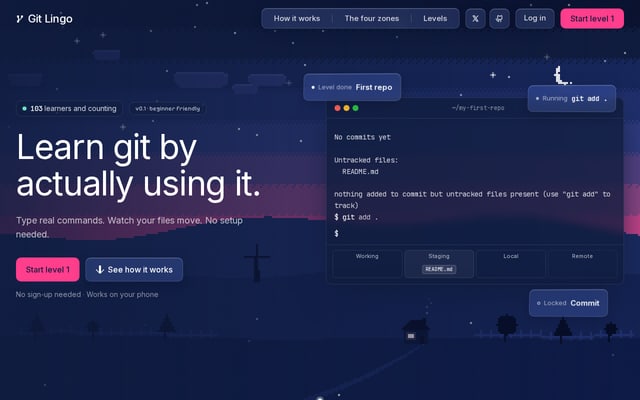 Git Lingo
How it works
The four zones
Levels
𝕏
Log in
Start level 1
Level done First repo
Running git add .
103 learners and counting
v0.1 · beginner friendly
Learn git by
actually using it.
Type real commands. Watch your files move. No setup
needed.
Start level 1
See how it works
No sign-up needed · Works on your phone
~/my-first-repo
No commits yet
Untracked files:
README.md
nothing added to commit but untracked files present (use "git add" to
track)
$ git add .
$
Working
Staging
README.md
Local
Remote
Locked Commit